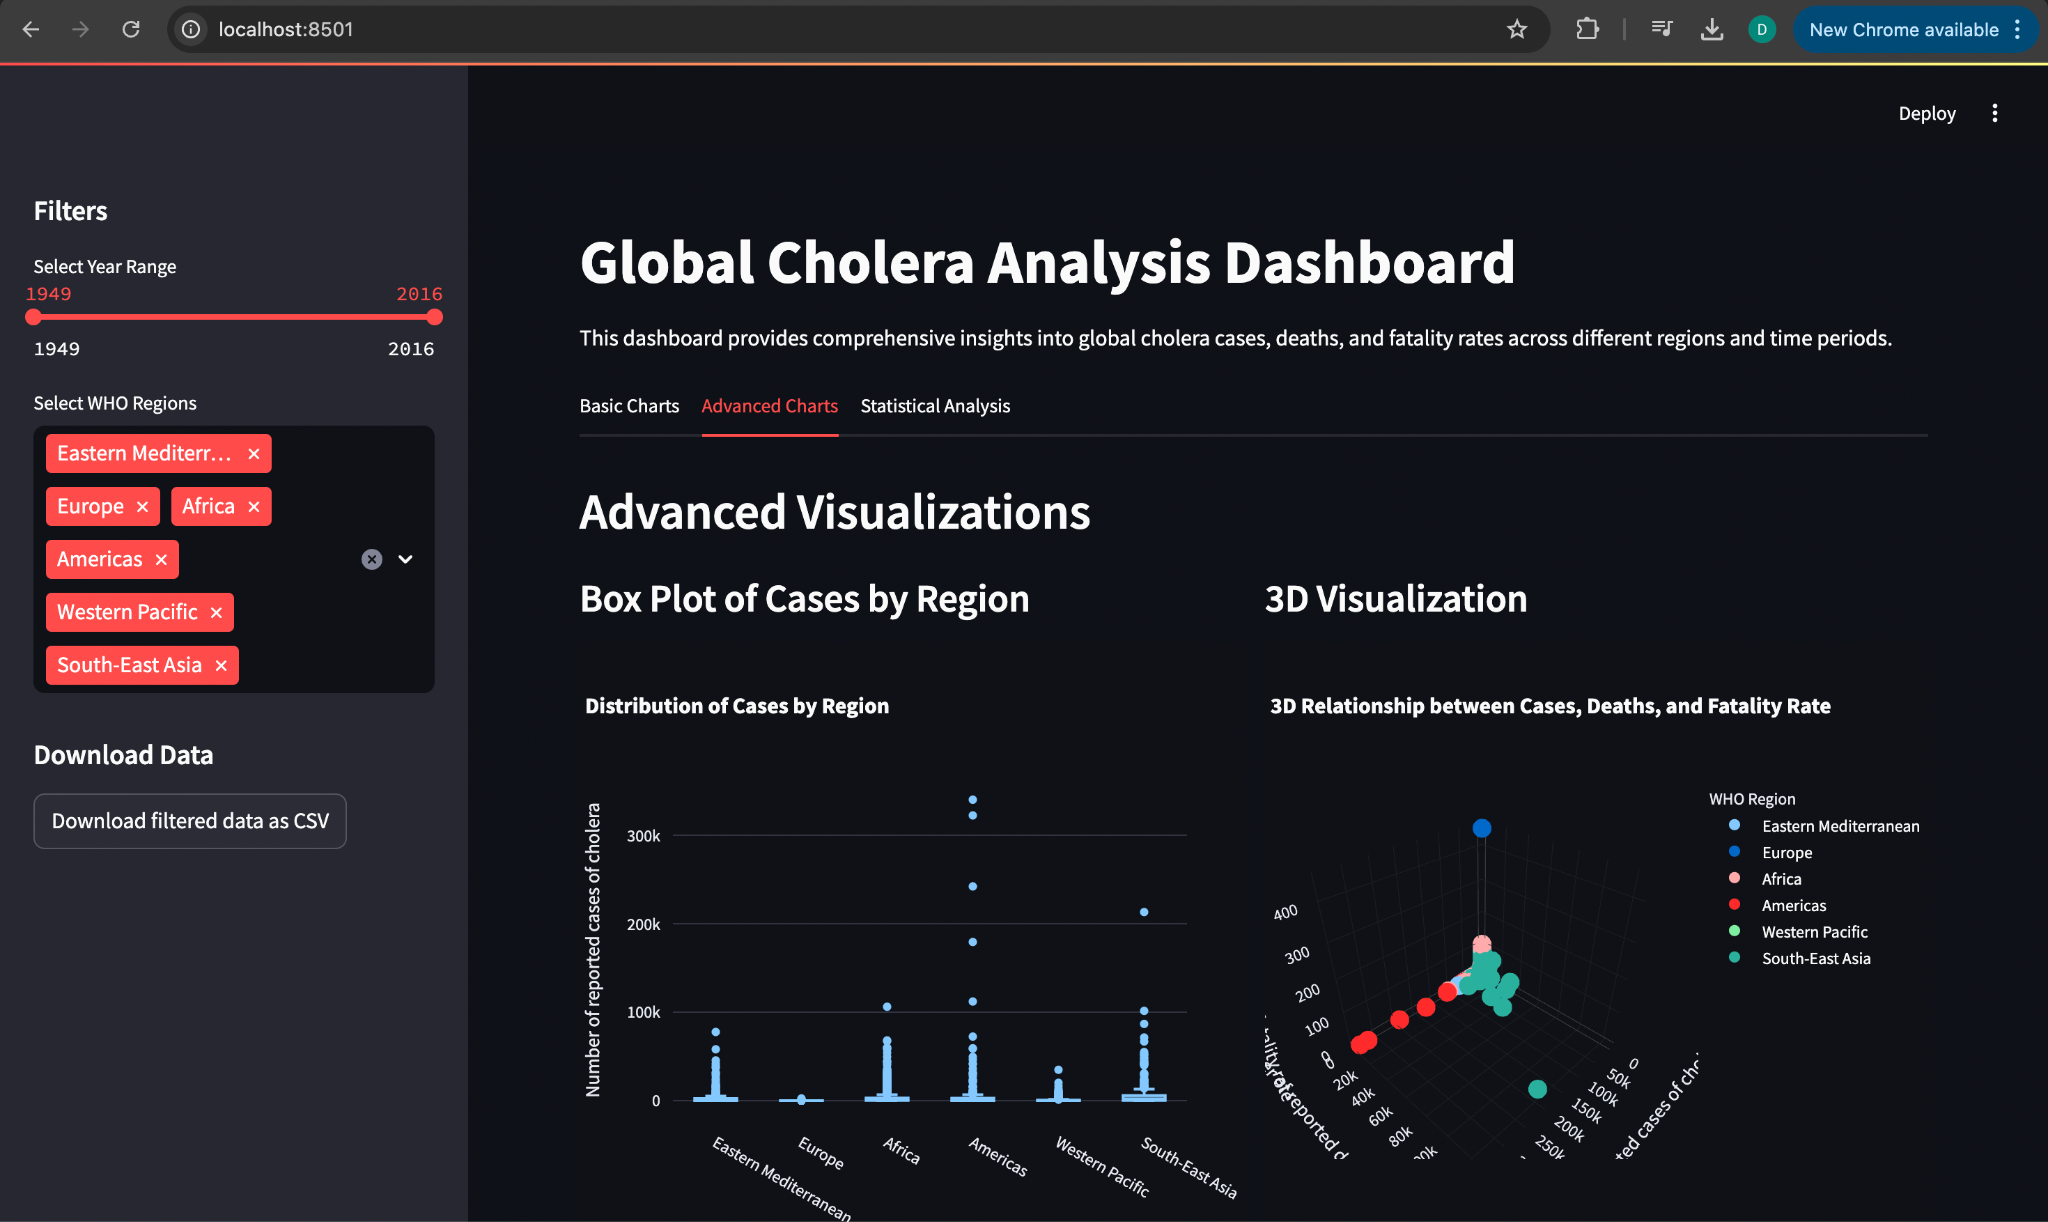 localhost:8501
D
New Chrome available
Deploy
Filters
Select Year Range
1949 2016
1949 2016
Select WHO Regions
Eastern Mediterr...
Europe Africa
Americas
Western Pacific
South-East Asia
Download Data
Download filtered data as CSV
Global Cholera Analysis Dashboard
This dashboard provides comprehensive insights into global cholera cases, deaths, and fatality rates across different regions and time periods.
Basic Charts Advanced Charts Statistical Analysis
Advanced Visualizations
Box Plot of Cases by Region
Distribution of Cases by Region
Number of reported cases of cholera
300k
200k
100k
0
Eastern Mediterranean
Europe
Africa
Americas
Western Pacific
South-East Asia
3D Visualization
3D Relationship between Cases, Deaths, and Fatality Rate
WHO Region
Eastern Mediterranean
Europe
Africa
Americas
Western Pacific
South-East Asia
400
300
200
100
0
0
20k
40k
60k
80k
0
50k
100k
150k
200k
250k
reported
cases of